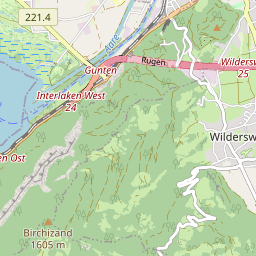 221.4
Aare
Gunten
Rugen
Wildersw
25
Interlaken West
24
Wildersw
en Ost
Birchizand
1605 m